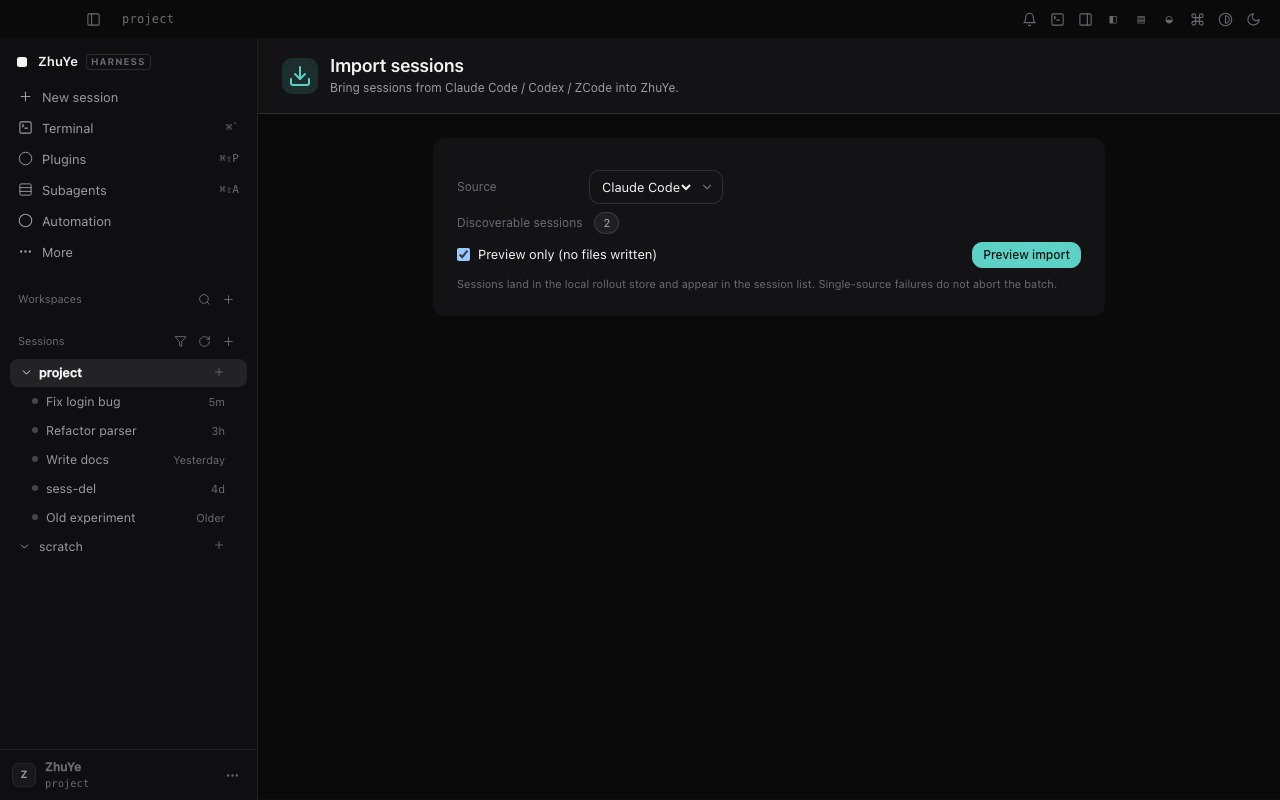 project
ZhuYe HARNESS
New session
Terminal ⌘`
Plugins ⌘⇧P
Subagents ⌘⇧A
Automation
More
Workspaces
Sessions
project
Fix login bug 5m
Refactor parser 3h
Write docs Yesterday
sess-del 4d
Old experiment Older
scratch
Z ZhuYe
project
Import sessions
Bring sessions from Claude Code / Codex / ZCode into ZhuYe.
Source Claude Code
Discoverable sessions 2
Preview only (no files written) Preview import
Sessions land in the local rollout store and appear in the session list. Single-source failures do not abort the batch.